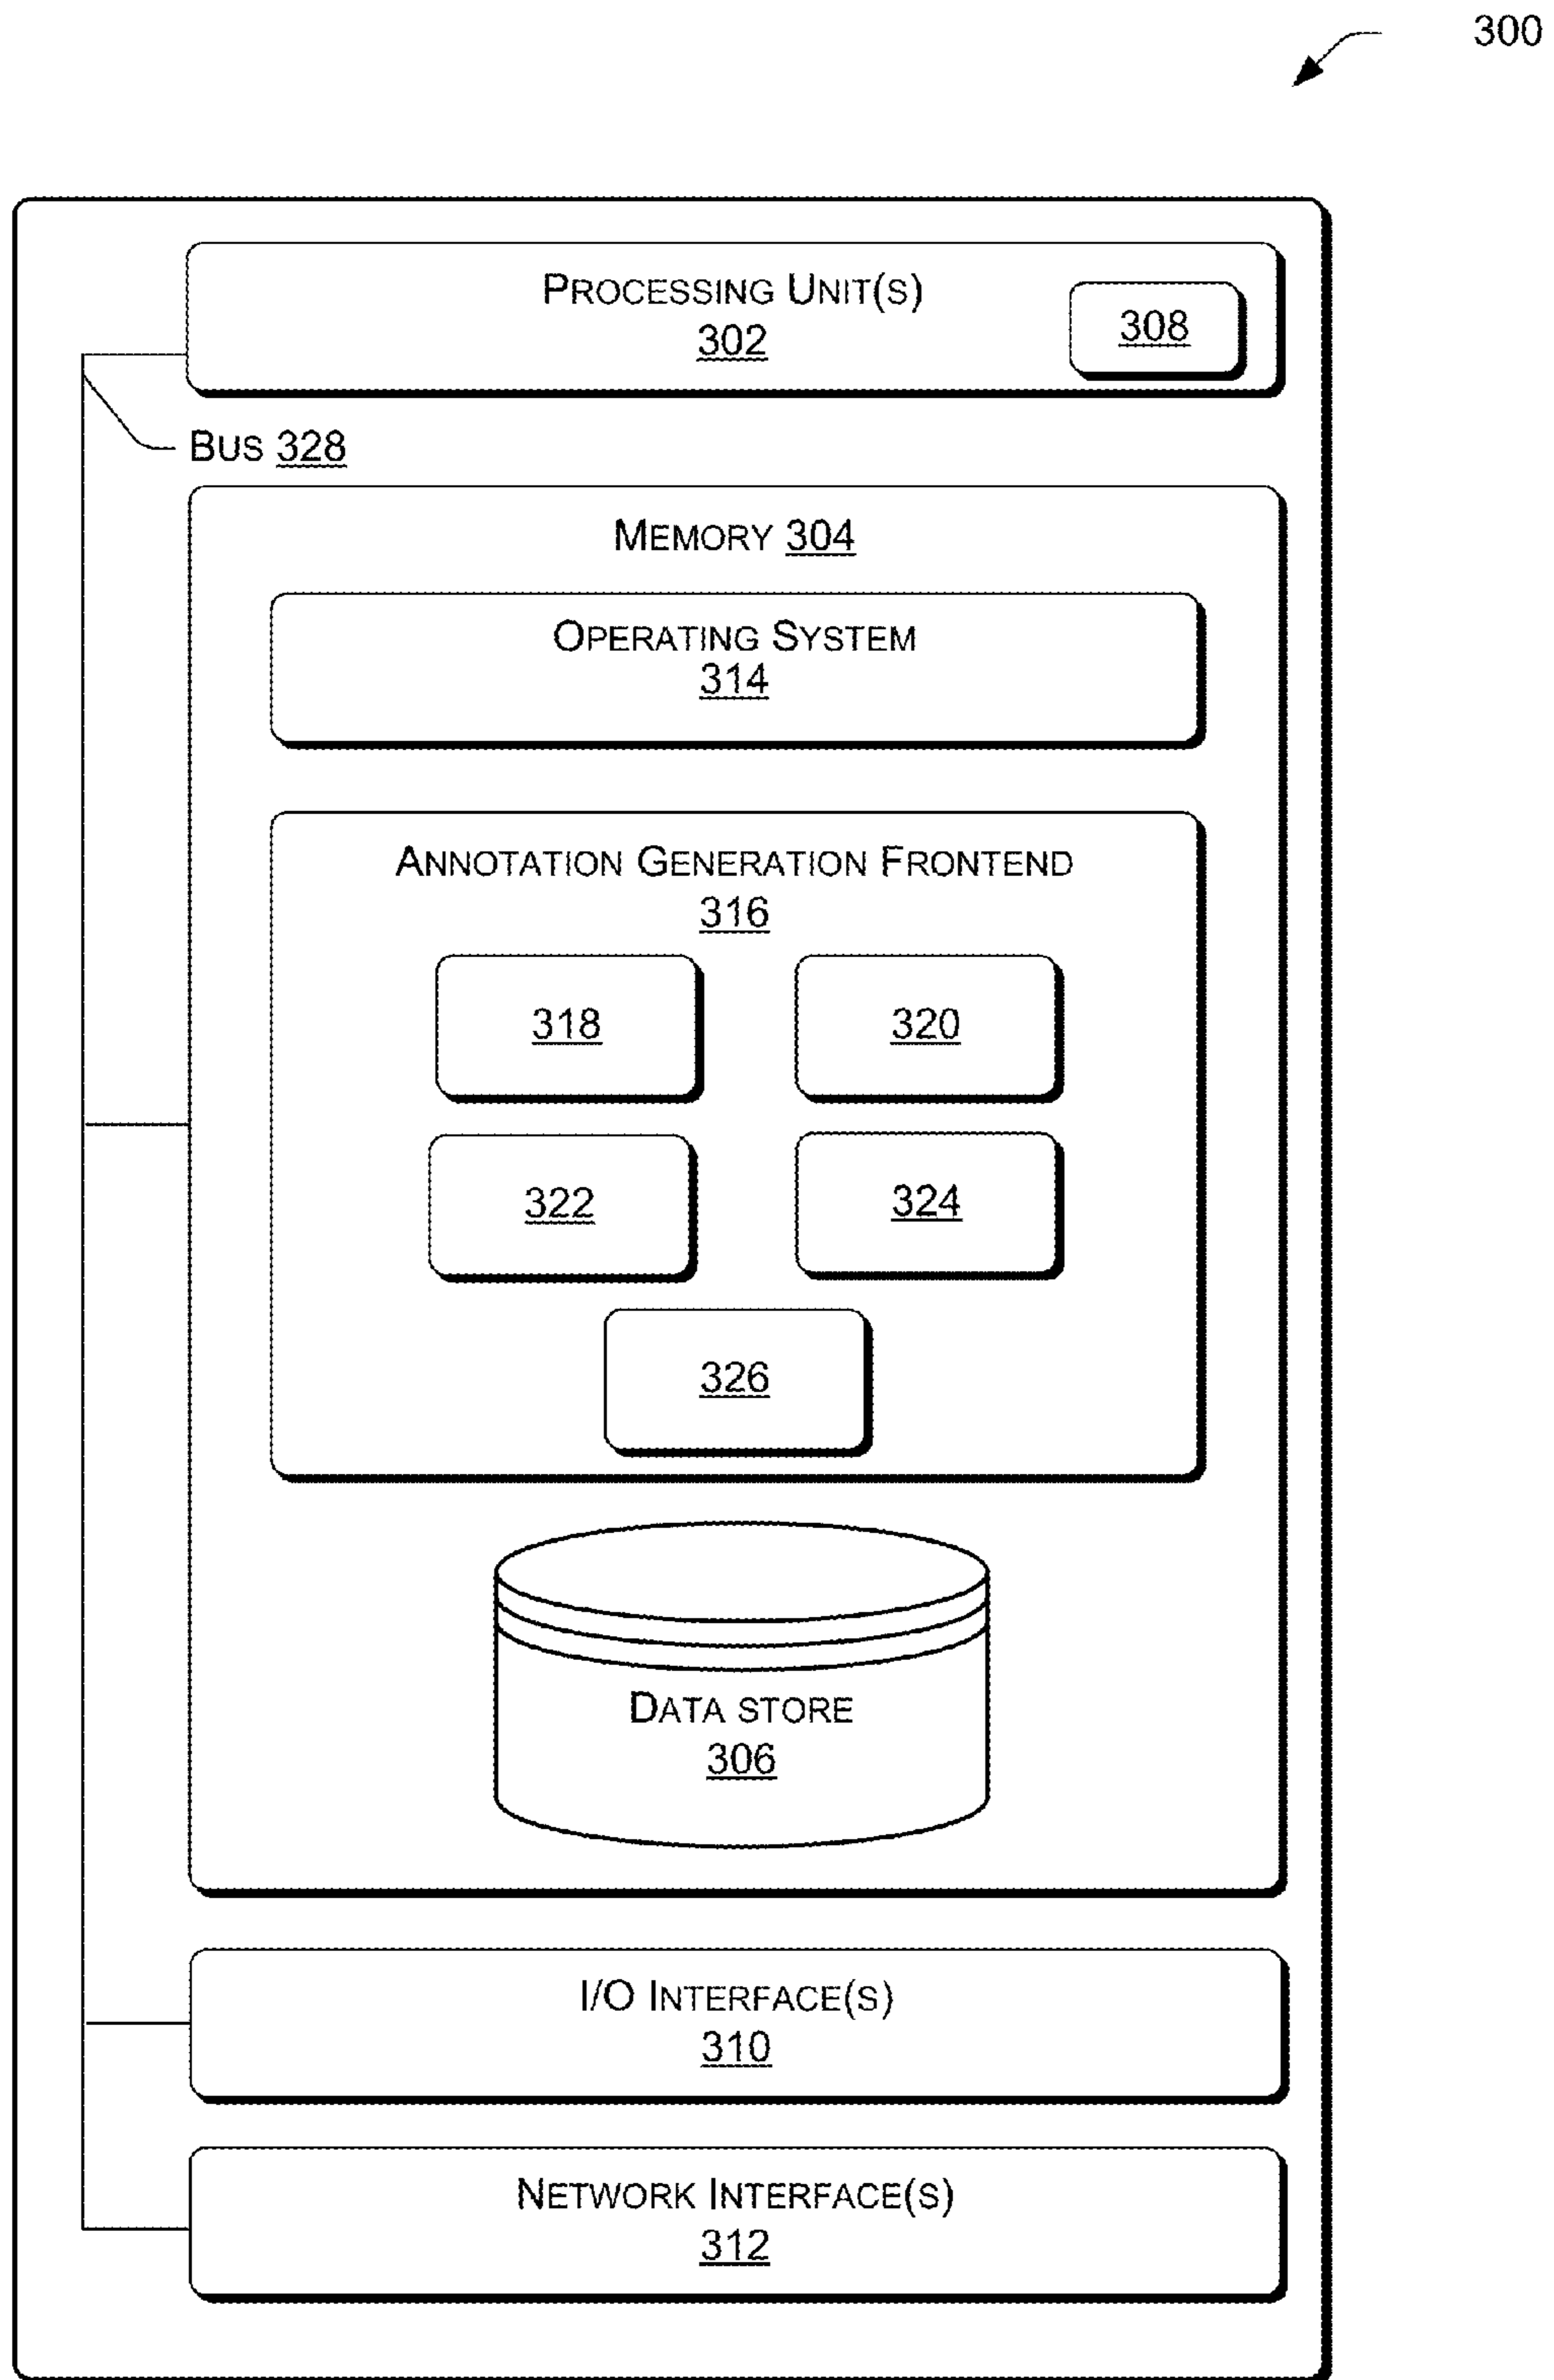 300
PROCESSING UNIT(S)
302
308
BUS 328
MEMORY 304
OPERATING SYSTEM
314
ANNOTATION GENERATION FRONTEND
316
318
320
322
324
326
DATA STORE
306
I/O INTERFACE(S)
310
NETWORK INTERFACE(S)
312